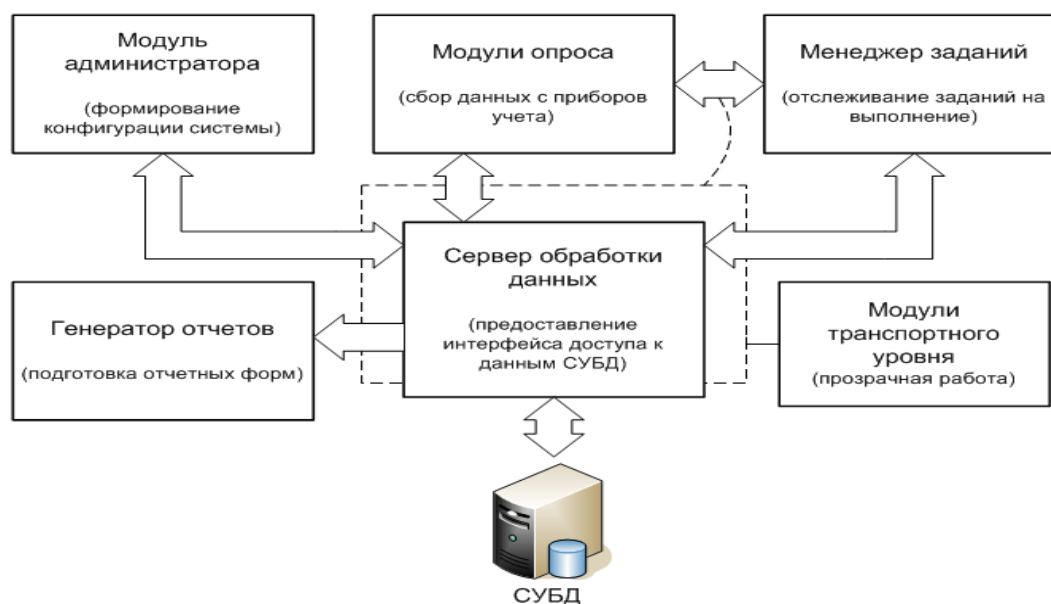 Модуль
администратора
(формирование
конфигурации системы)
Модули опроса
(сбор данных с приборов
учета)
Менеджер заданий
(отслеживание заданий на
выполнение)
Сервер обработки
данных
(предоставление
интерфейса доступа к
данным СУБД)
Генератор отчетов
(подготовка отчетных форм)
Модули
транспортного
уровня
(прозрачная работа)
СУБД